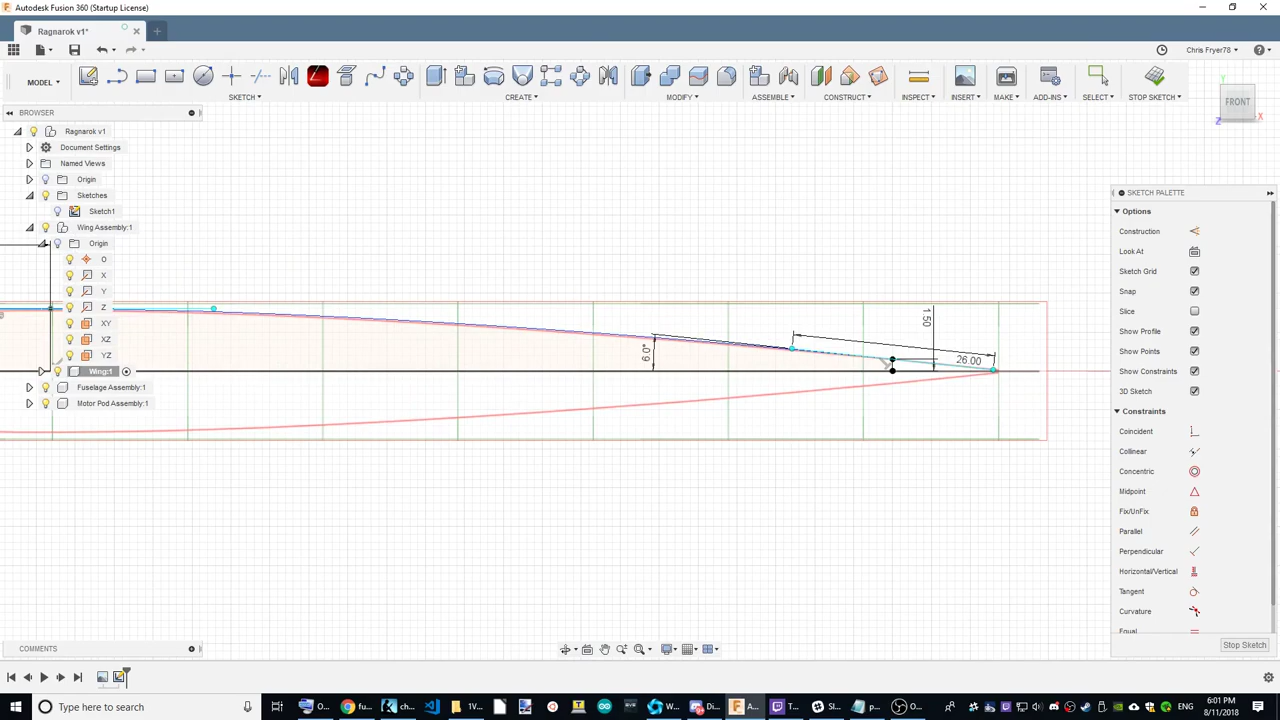 Autodesk Fusion 360 (Startup License)
Ragnarok v1*
Chris Fryer78
MODEL
SKETCH
CREATE
MODIFY
ASSEMBLE
CONSTRUCT
INSPECT
INSERT
MAKE
ADD-INS
SELECT
STOP SKETCH
FRONT
Y
X
Z
BROWSER
Ragnarok v1
Document Settings
Named Views
Origin
Sketches
Sketch1
Wing Assembly:1
Origin
O
X
Y
Z
XY
XZ
YZ
Wing:1
Fuselage Assembly:1
Motor Pod Assembly:1
1.50
26.00
SKETCH PALETTE
Options
Construction
Look At
Sketch Grid
Snap
Slice
Show Profile
Show Points
Show Constraints
3D Sketch
Constraints
Coincident
Collinear
Concentric
Midpoint
Fix/UnFix
Parallel
Perpendicular
Horizontal/Vertical
Tangent
Curvature
Equal
Stop Sketch
COMMENTS
Type here to search
fu...
ch...
1V...
A...
ENG
6:01 PM
8/11/2018